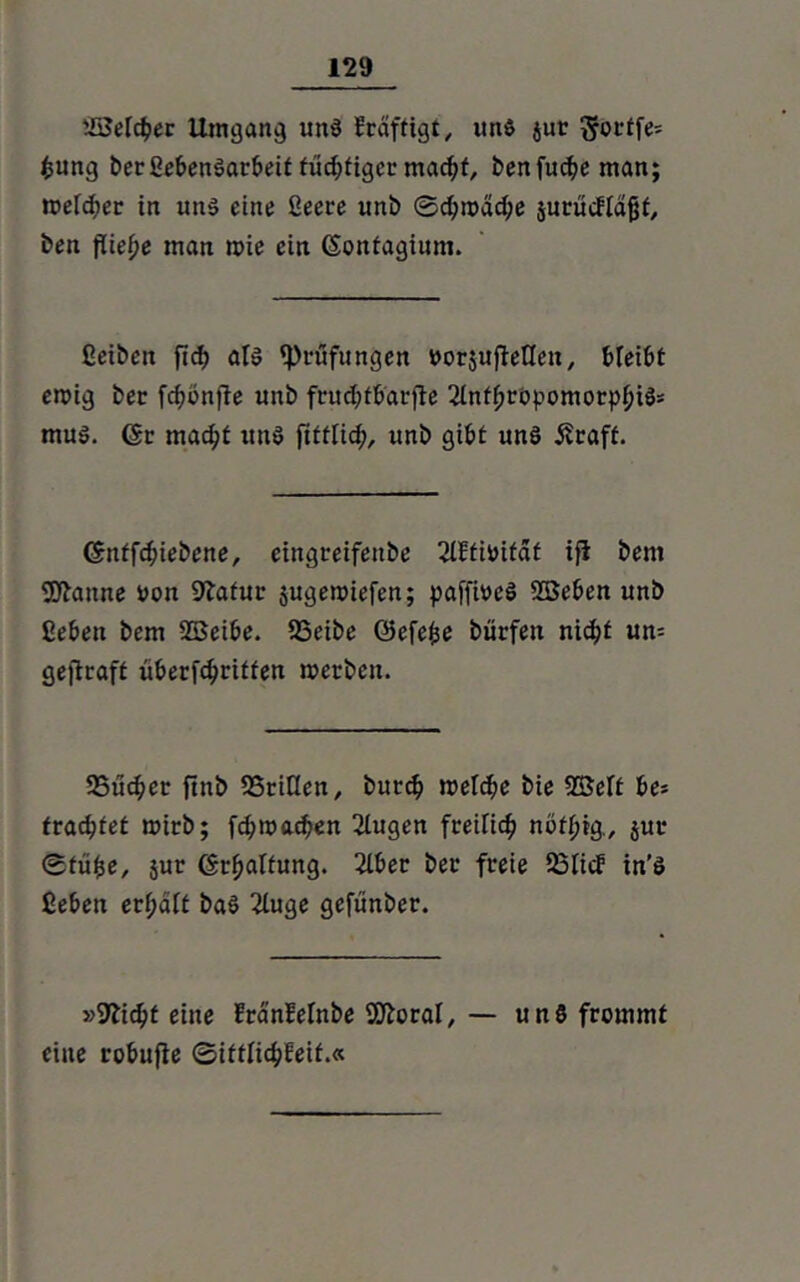 129
Welcher Umgang uns kräftigt, uns zur Fortse-
tzung der Lebensarbeit tüchtiger macht, den suche man;
welcher in uns eine Leere und Schwäche zurückläßt,
den fliehe man wie ein Contagium.
Leiden sich als Prüfungen vorzustellen, bleibt
ewig der schönste und fruchtbarste Anthropomorphis-
mus. Er macht uns sittlich, und gibt uns Kraft.
Entschiedene, eingreifende Aktivität ist dem
Manne von Natur zugewiesen; passives Weben und
Leben dem Weibe. Beide Gesetze dürfen nicht un-
gestraft überschritten werden.
Bücher sind Brillen, durch welche die Welt be-
trachtet wird; schwachen Augen freilich nöthig, zur
Stütze, zur Erhaltung. Aber der freie Blick in's
Leben erhält das Auge gesünder.
»Nicht eine kränkelnde Moral, — uns frommt
eine robuste Sittlichkeit.«